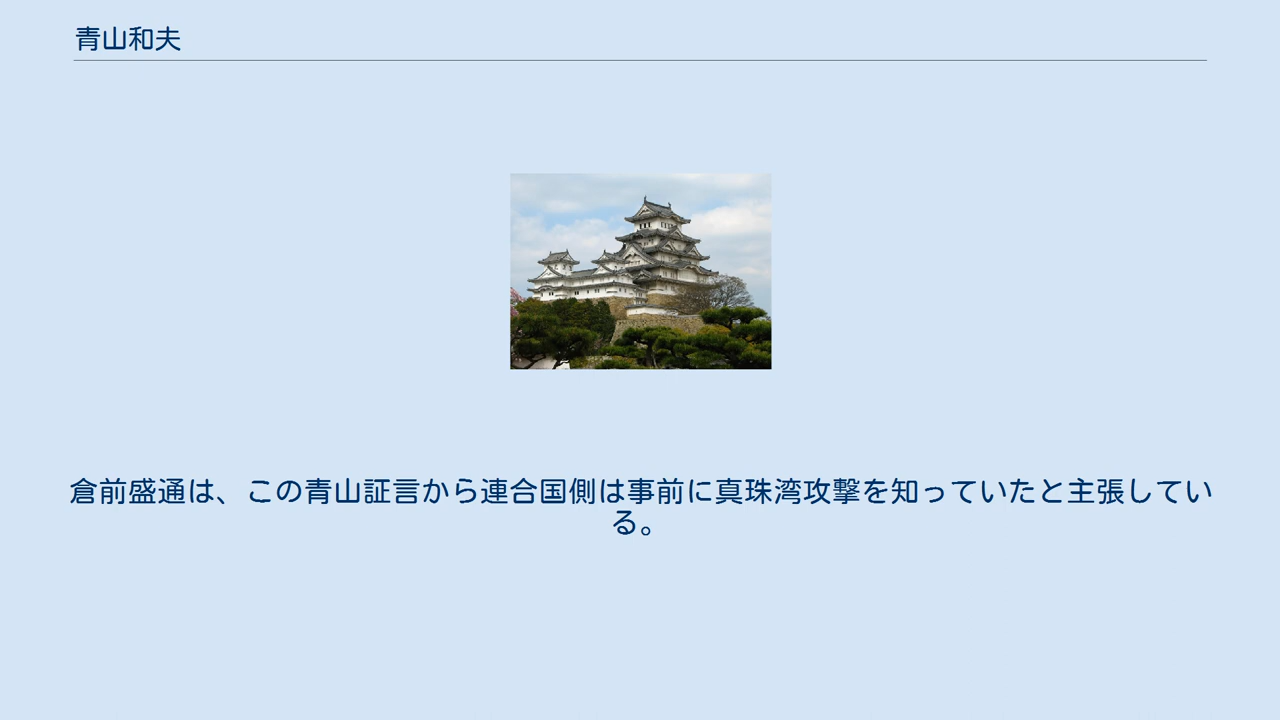 青山和夫
倉前盛通は、この青山証言から連合国側は事前に真珠湾攻撃を知っていたと主張してい
る。